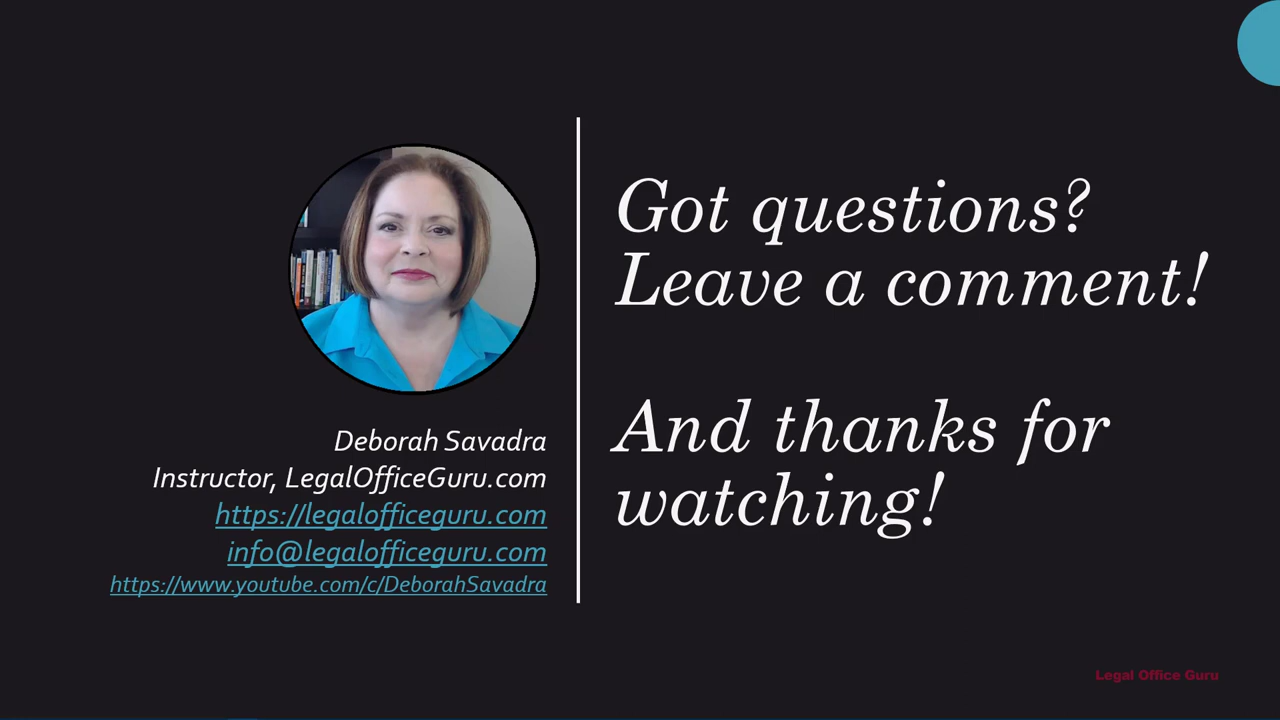 Deborah Savadra
Instructor, LegalOfficeGuru.com
https://legalofficeguru.com
info@legalofficeguru.com
https://www.youtube.com/c/DeborahSavadra
Got questions?
Leave a comment!
And thanks for
watching!
Legal Office Guru